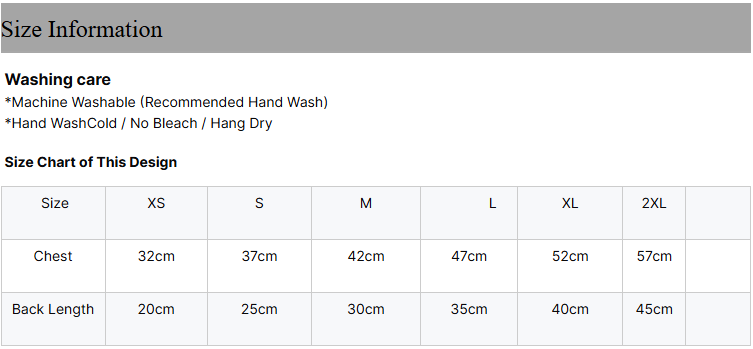 Size Information
Washing care
*Machine Washable (Recommended Hand Wash)
*Hand WashCold / No Bleach / Hang Dry
Size Chart of This Design
Size XS S M L XL 2XL
Chest 32cm 37cm 42cm 47cm 52cm 57cm
Back Length 20cm 25cm 30cm 35cm 40cm 45cm